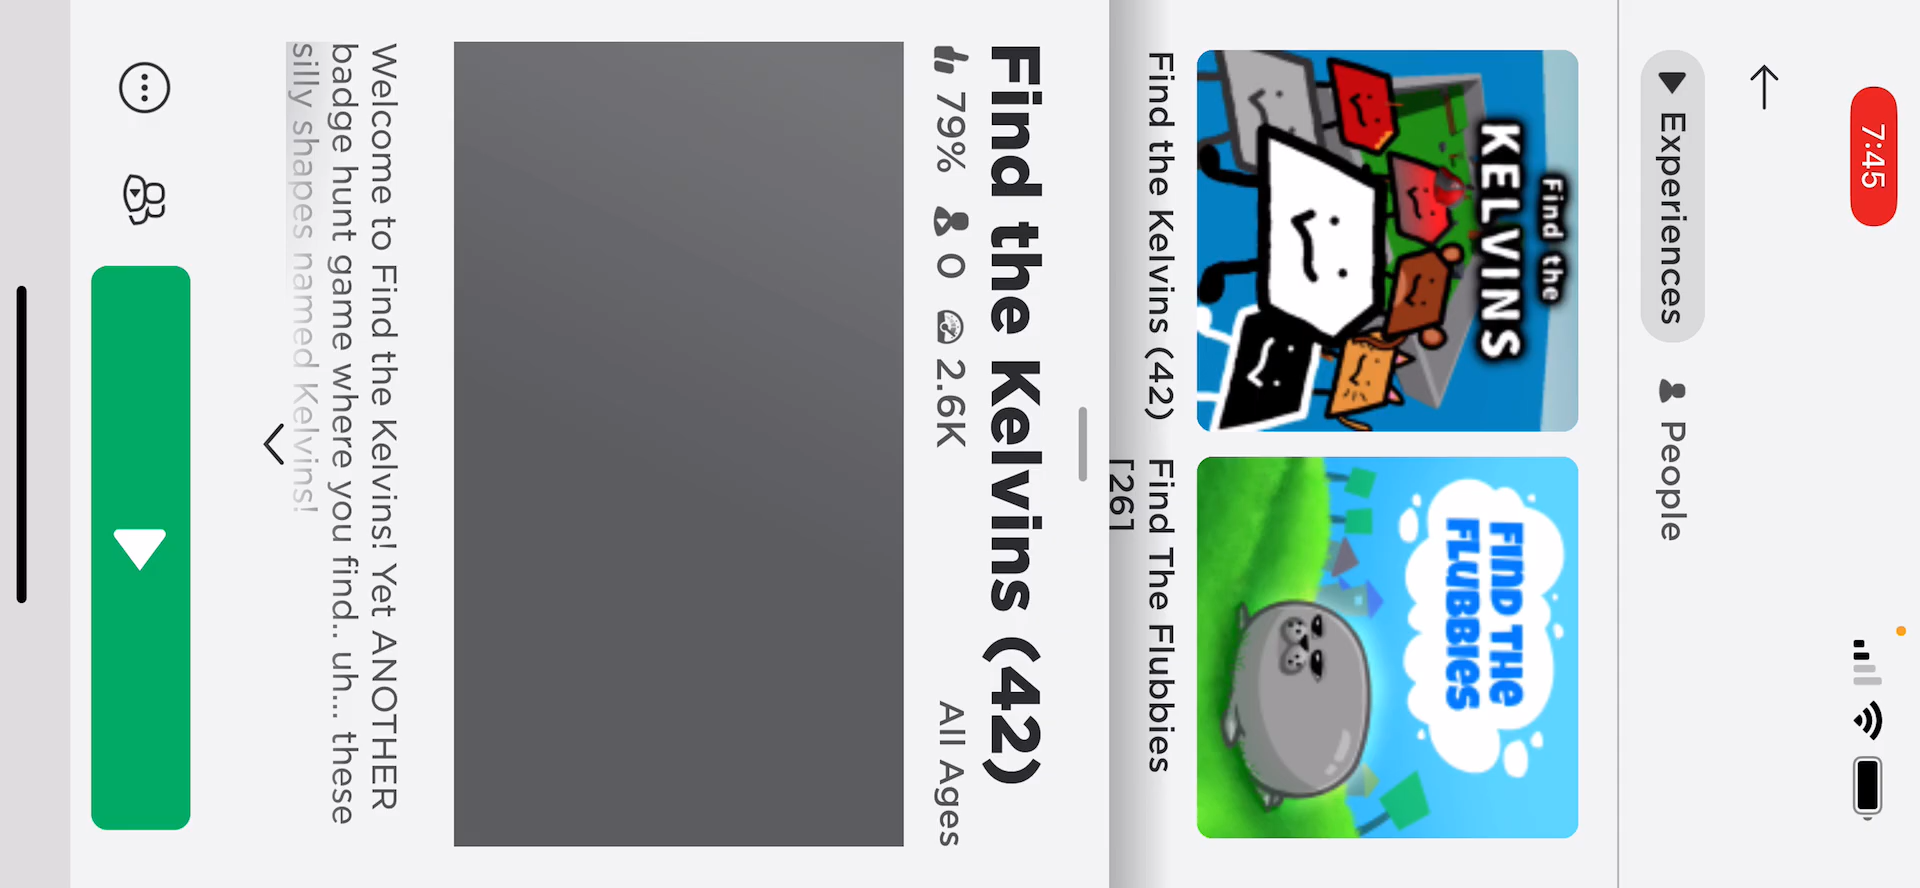 7:45
Experiences
People
Find the
KELVINS
FIND THE
FLUBBIES
Find the Kelvins (42)
Find The Flubbies
[26]
Find the Kelvins (42)
79% 0 2.6K All Ages
Welcome to Find the Kelvins! Yet ANOTHER
badge hunt game where you find.. uh... these
silly shapes named Kelvins!